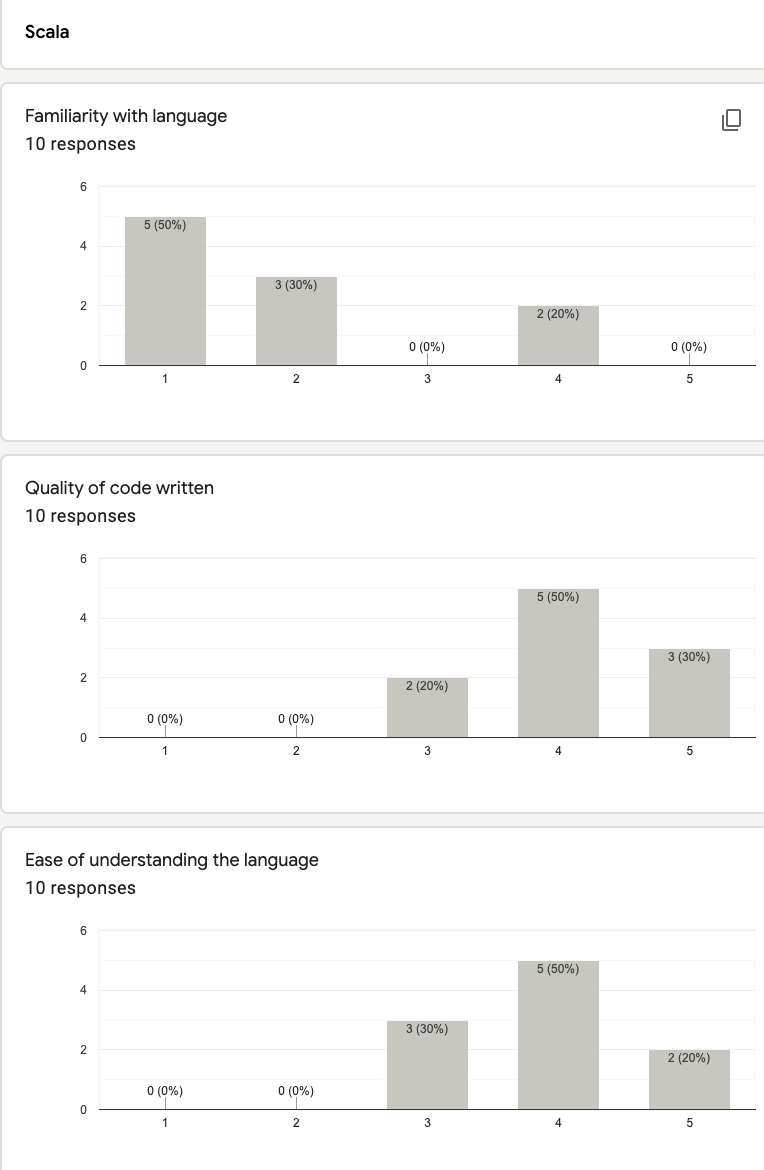 Scala
Familiarity with language
10 responses
6
4
2
0
5 (50%)
3 (30%)
0 (0%)
2 (20%)
0 (0%)
1 2 3 4 5
Quality of code written
10 responses
6
4
2
0
0 (0%)
0 (0%)
2 (20%)
5 (50%)
3 (30%)
1 2 3 4 5
Ease of understanding the language
10 responses
6
4
2
0
0 (0%)
0 (0%)
3 (30%)
5 (50%)
2 (20%)
1 2 3 4 5